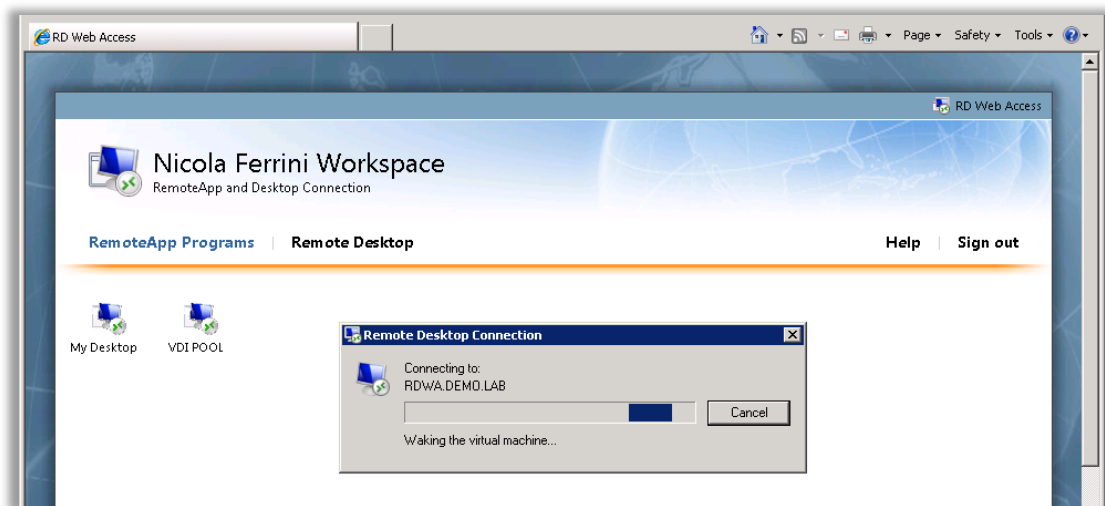 RD Web Access
Page Safety Tools
RD Web Access
Nicola Ferrini Workspace
RemoteApp and Desktop Connection
RemoteApp Programs Remote Desktop Help Sign out
My Desktop VDI POOL
Remote Desktop Connection
Connecting to:
RDWA.DEMO.LAB
Cancel
Waking the virtual machine...